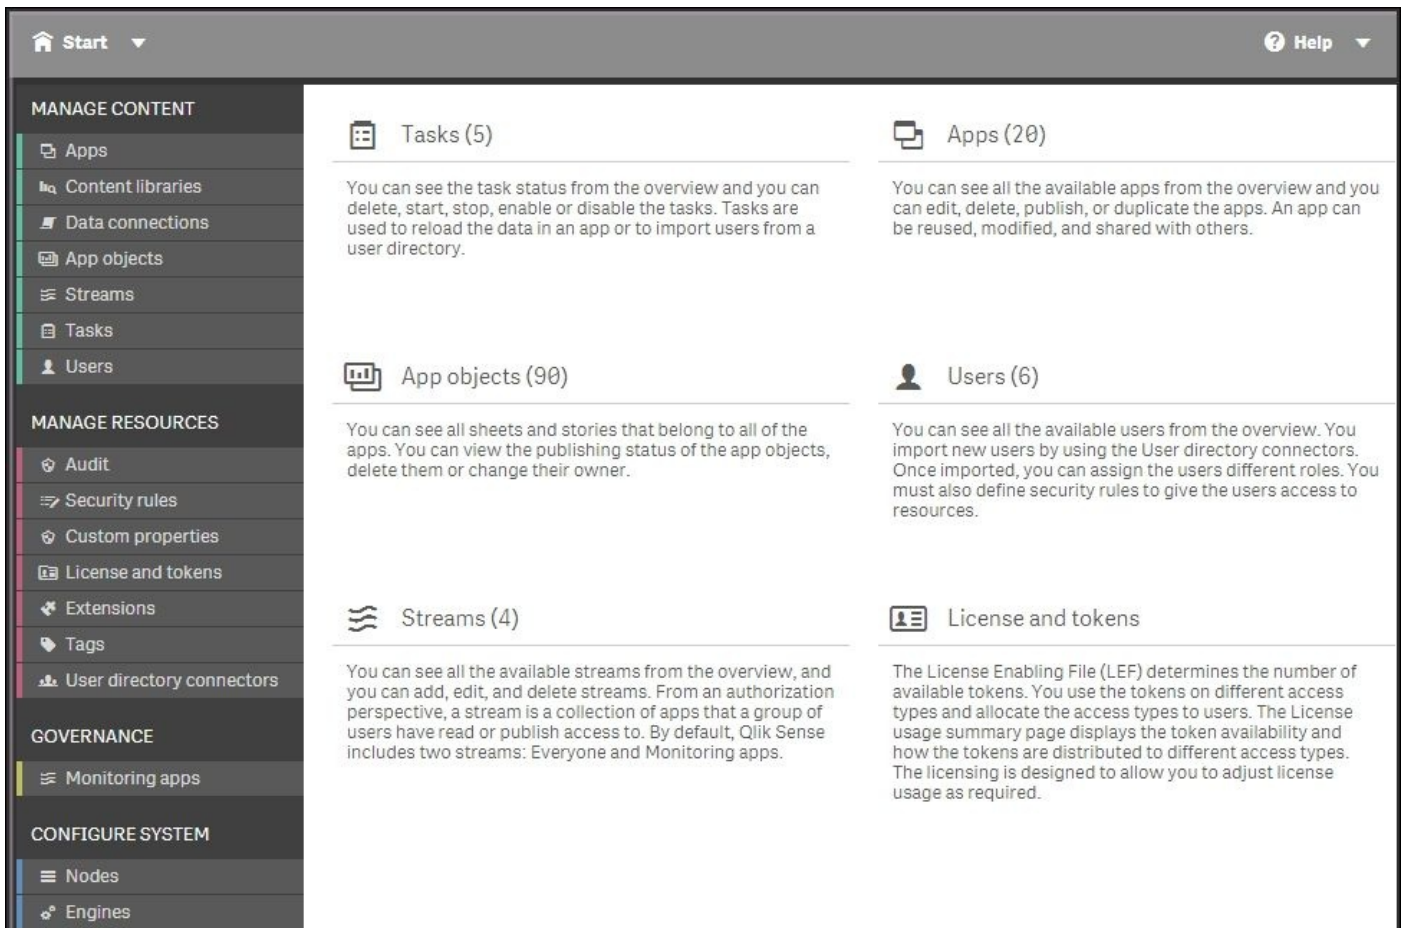 Start
Help
MANAGE CONTENT
Apps
Content libraries
Data connections
App objects
Streams
Tasks
Users
MANAGE RESOURCES
Audit
Security rules
Custom properties
License and tokens
Extensions
Tags
User directory connectors
GOVERNANCE
Monitoring apps
CONFIGURE SYSTEM
Nodes
Engines
Tasks (5)
You can see the task status from the overview and you can
delete, start, stop, enable or disable the tasks. Tasks are
used to reload the data in an app or to import users from a
user directory.
Apps (20)
You can see all the available apps from the overview and you
can edit, delete, publish, or duplicate the apps. An app can
be reused, modified, and shared with others.
App objects (90)
You can see all sheets and stories that belong to all of the
apps. You can view the publishing status of the app objects,
delete them or change their owner.
Users (6)
You can see all the available users from the overview. You
import new users by using the User directory connectors.
Once imported, you can assign the users different roles. You
must also define security rules to give the users access to
resources.
Streams (4)
You can see all the available streams from the overview, and
you can add, edit, and delete streams. From an authorization
perspective, a stream is a collection of apps that a group of
users have read or publish access to. By default, Qlik Sense
includes two streams: Everyone and Monitoring apps.
License and tokens
The License Enabling File (LEF) determines the number of
available tokens. You use the tokens on different access
types and allocate the access types to users. The License
usage summary page displays the token availability and
how the tokens are distributed to different access types.
The licensing is designed to allow you to adjust license
usage as required.